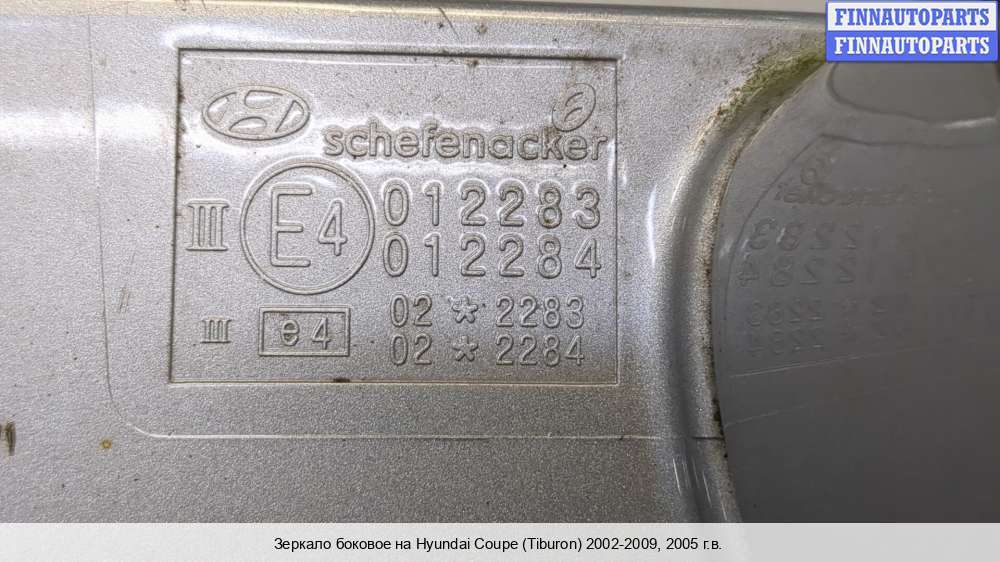 FINNAUTOPARTS
FINNAUTOPARTS
schefenacker
III E4 012283
012284
III e4 02 * 2283
02 * 2284
Зеркало боковое на Hyundai Coupe (Tiburon) 2002-2009, 2005 г.в.